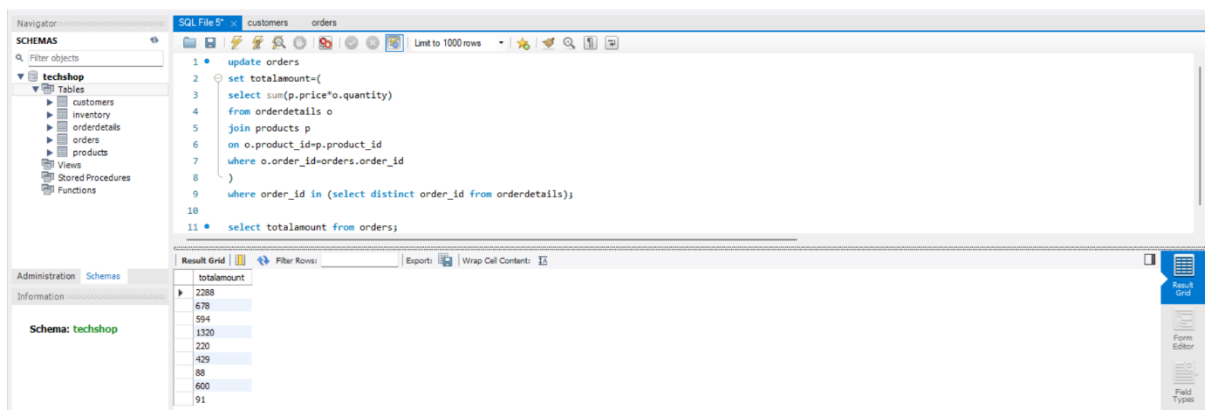 Navigator
SCHEMAS
Filter objects
techshop
Tables
customers
inventory
orderdetails
orders
products
Views
Stored Procedures
Functions
Administration Schemas
Information
Schema: techshop
SQL File 5* × customers orders
Limit to 1000 rows
1 update orders
2 set totalamount=(
3 select sum(p.price*o.quantity)
4 from orderdetails o
5 join products p
6 on o.product_id=p.product_id
7 where o.order_id=orders.order_id
8 )
9 where order_id in (select distinct order_id from orderdetails);
10
11 select totalamount from orders;
Result Grid Filter Rows: Export: Wrap Cell Content:
totalamount
2288
678
594
1320
220
429
88
600
91
Result
Grid
Form
Editor
Field
Types